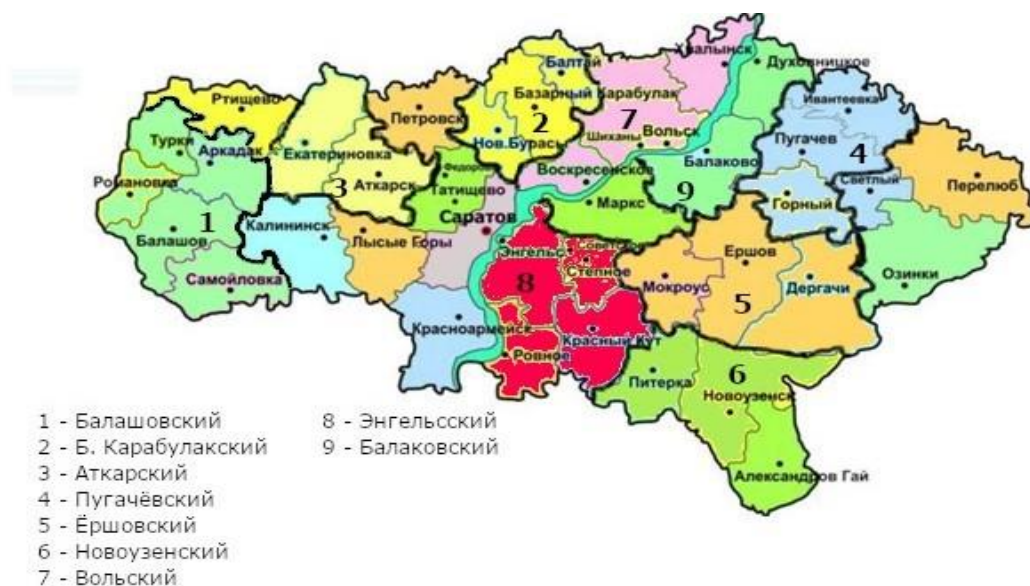 Хвалынск
Духовницкое
Балтай
Базарный Карабулак
Ивантеевка
Ртищево
Петровск
2
7
Нов.Бурасы
Шиханы
Вольск
Пугачев
4
Турки
Аркадак
Екатериновка
Балаково
Воскресенское
9
Светлый
Перелюб
3
Аткарск
Татищево
Романовка
Маркс
Горный
1
Саратов
Калининск
Балашов
Лысые Горы
Энгельс
Степное
Ершов
Озинки
Самойловка
8
Мокроус
Дергачи
5
Красноармейск
Красный Кут
Ровное
6
Питерка
Новоузенск
Александров Гай
1 - Балашовский
2 - Б. Карабулакский
3 - Аткарский
4 - Пугачёвский
5 - Ёршовский
6 - Новоузенский
7 - Вольский
8 - Энгельсский
9 - Балаковский